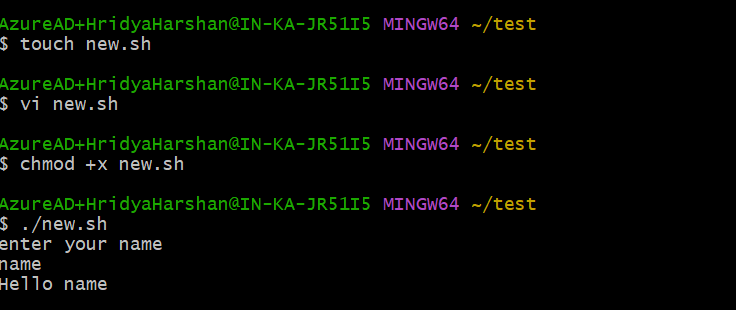 AzureAD+HridyaHarshan@IN-KA-JR51I5 MINGW64 ~/test
$ touch new.sh
AzureAD+HridyaHarshan@IN-KA-JR51I5 MINGW64 ~/test
$ vi new.sh
AzureAD+HridyaHarshan@IN-KA-JR51I5 MINGW64 ~/test
$ chmod +x new.sh
AzureAD+HridyaHarshan@IN-KA-JR51I5 MINGW64 ~/test
$ ./new.sh
enter your name
name
Hello name